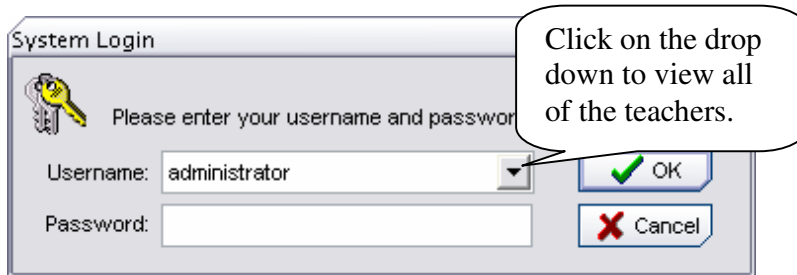 System Login
Click on the drop
down to view all
of the teachers.
Please enter your username and
Username: administrator
OK
Password:
Cancel